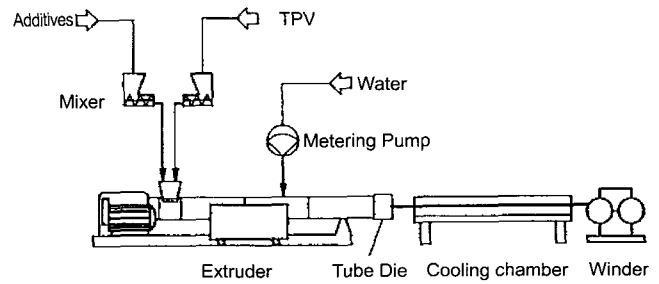 Additives
TPV
Mixer
Water
Metering Pump
Extruder
Tube Die
Cooling chamber
Winder